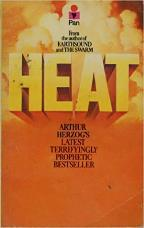 Pan
From
the author of
EARTHSOUND
and THE SWARM
HEAT
ARTHUR
HERZOG'S
LATEST
TERRIFYINGLY
PROPHETIC
BESTSELLER